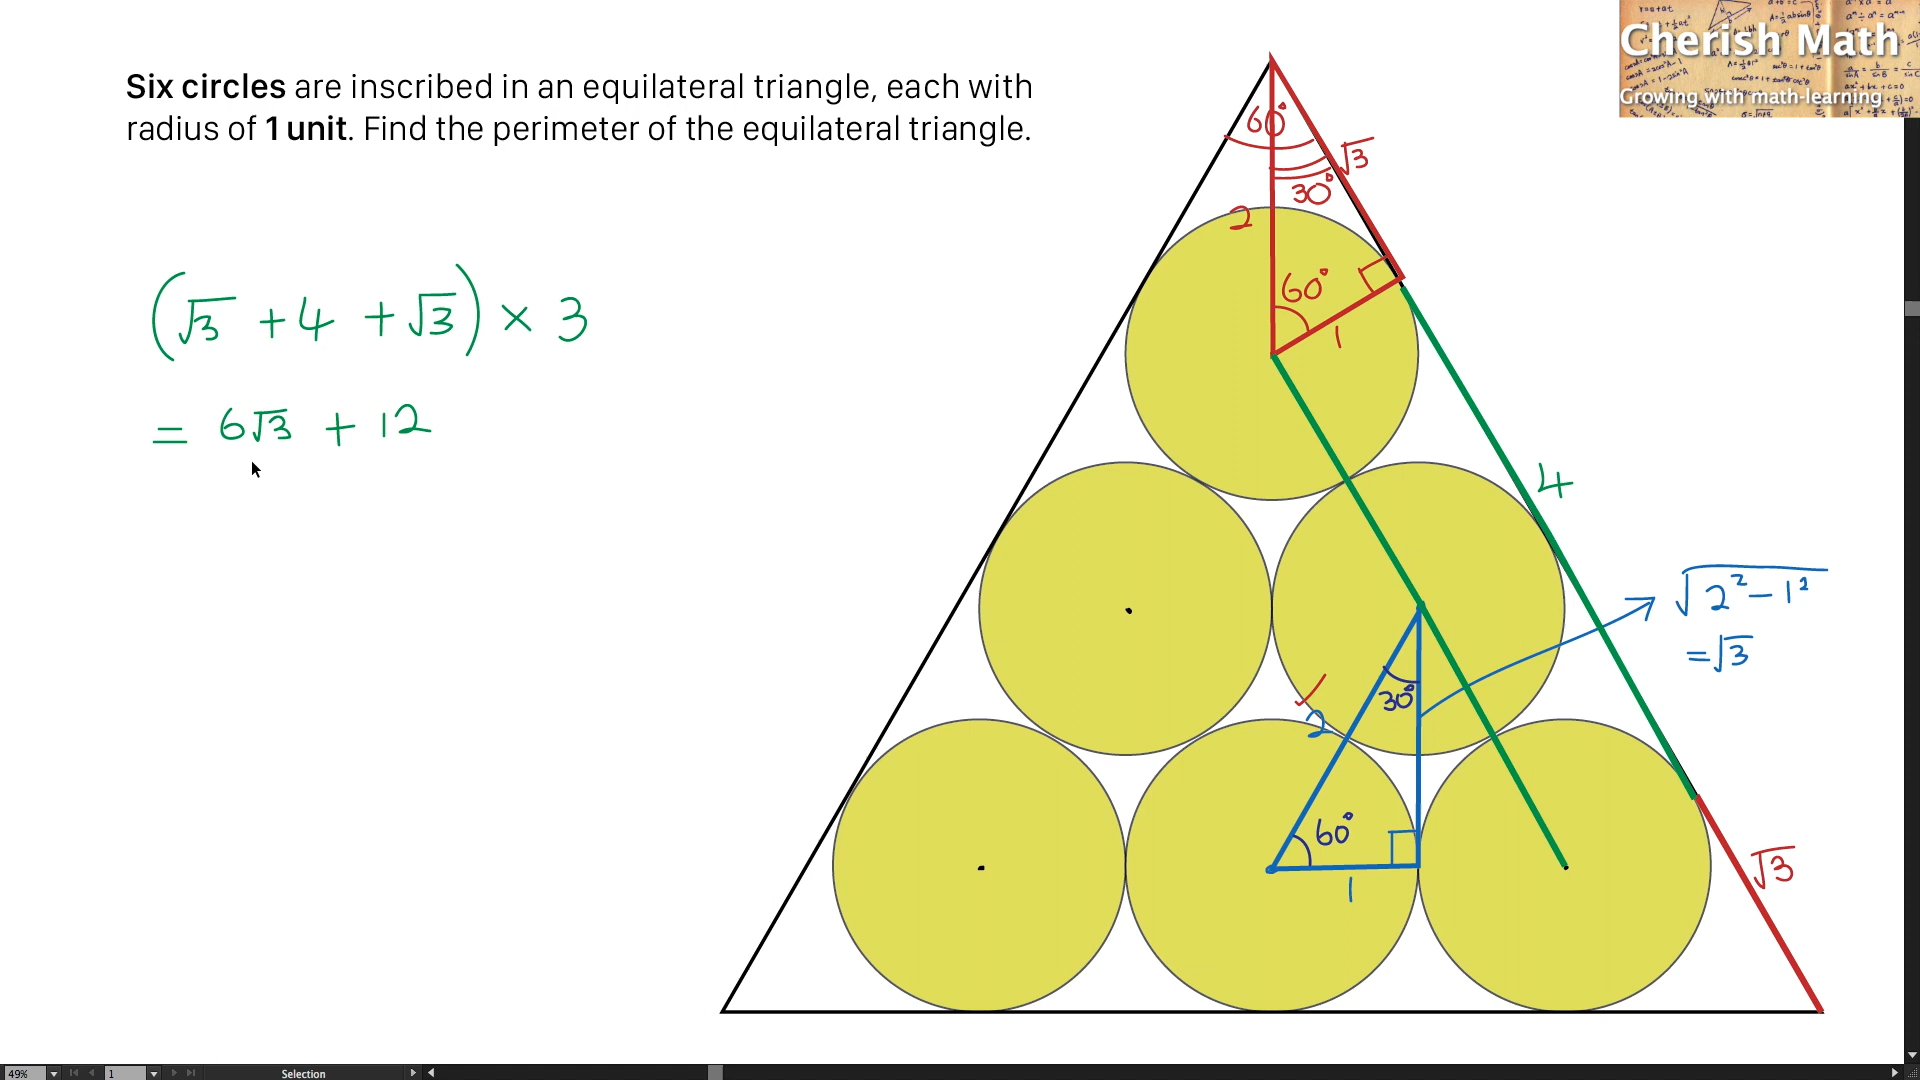 Six circles are inscribed in an equilateral triangle, each with
radius of 1 unit. Find the perimeter of the equilateral triangle.
(√3 + 4 + √3) × 3
= 6√3 + 12
Cherish Math
Growing with math-learning
60°
√3
30°
2
60°
1
4
√2² − 1²
= √3
30°
2
60°
1
√3
49%
1
Selection